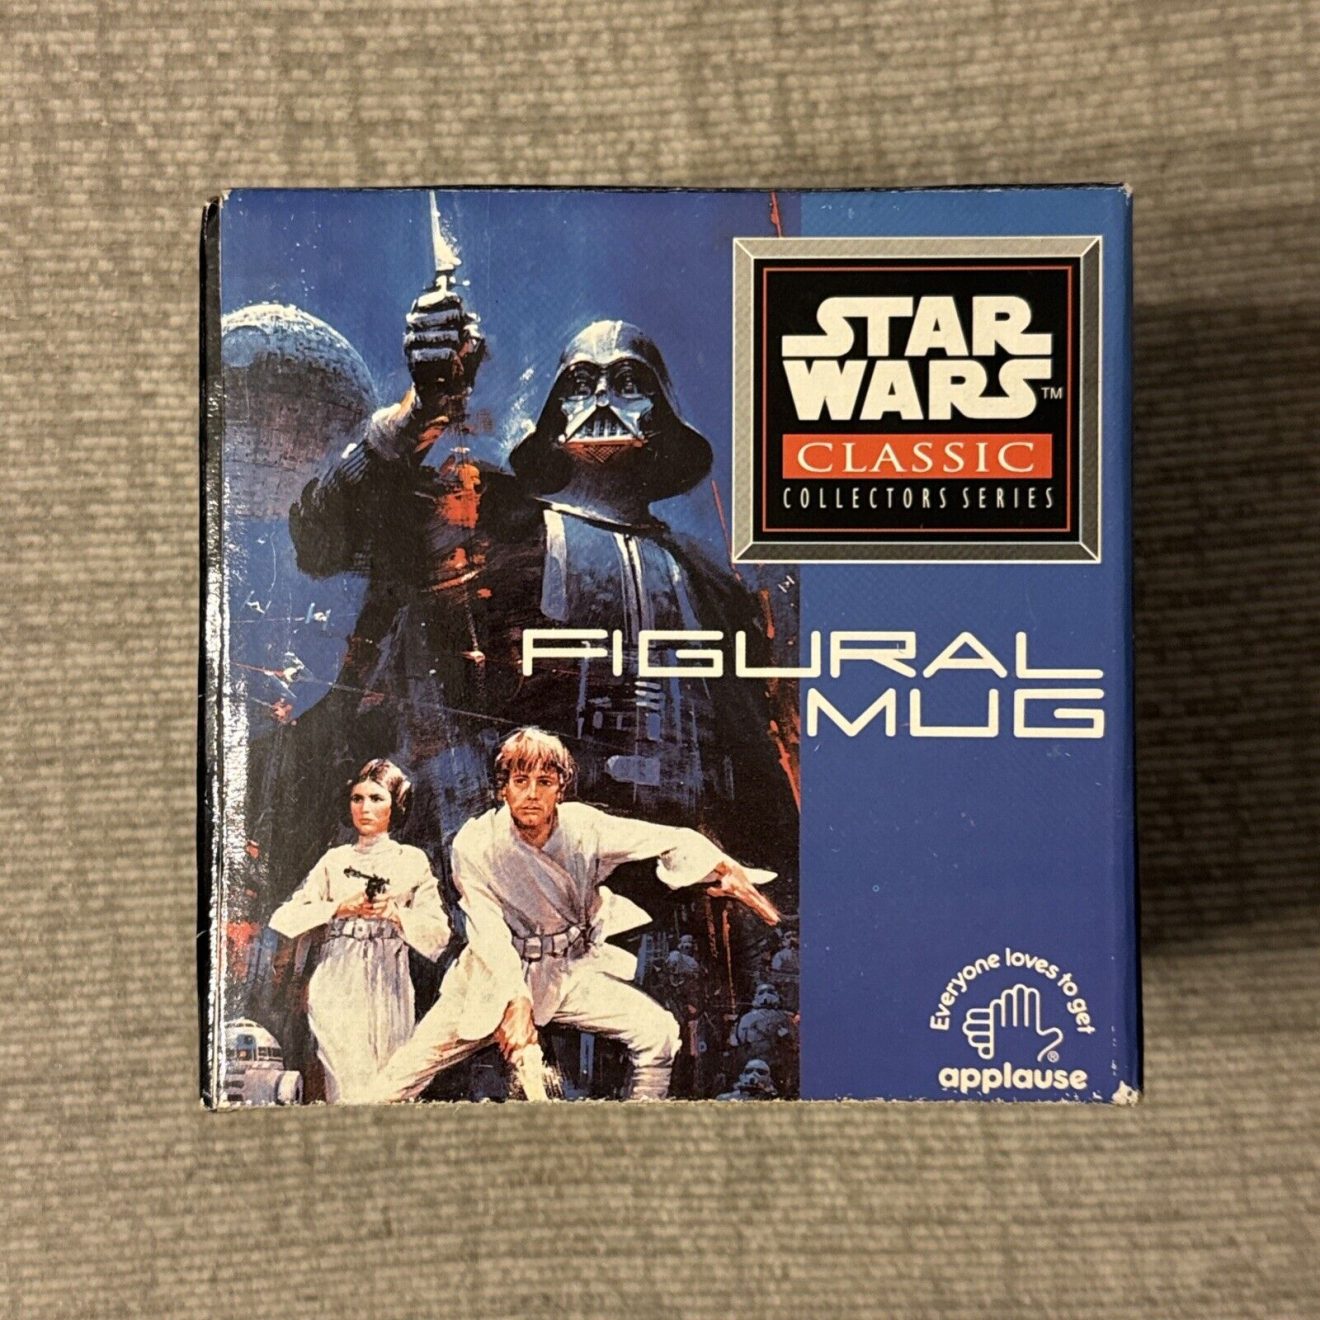 STAR
WARS™
CLASSIC
COLLECTORS SERIES
FIGURAL
MUG
Everyone loves to get
®
applause